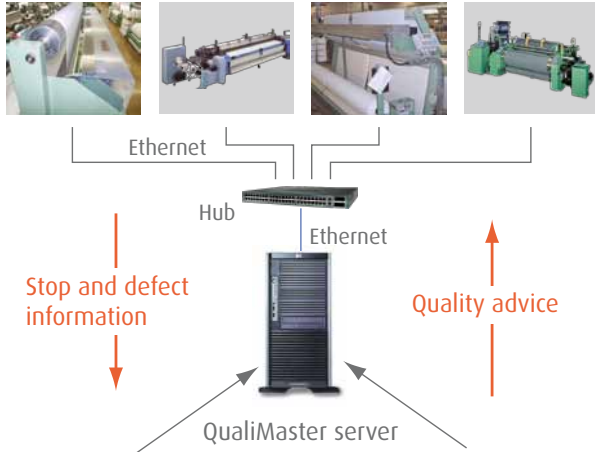 Ethernet
Hub
Ethernet
Stop and defect
information
Quality advice
QualiMaster server